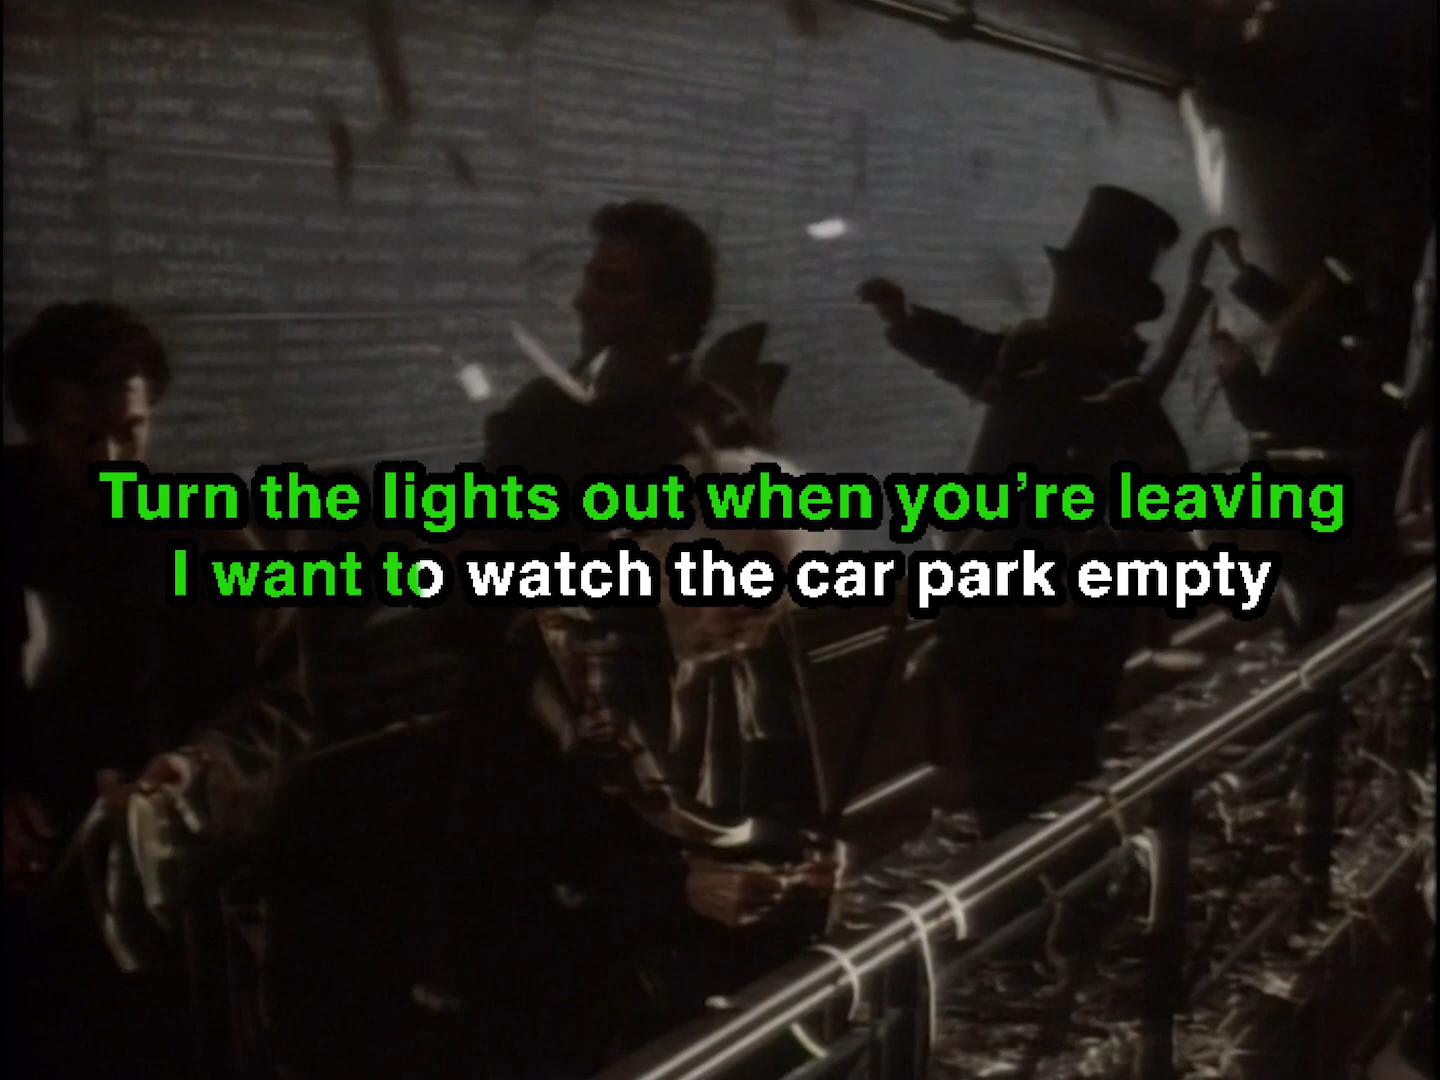 Turn the lights out when you’re leaving
I want to watch the car park empty